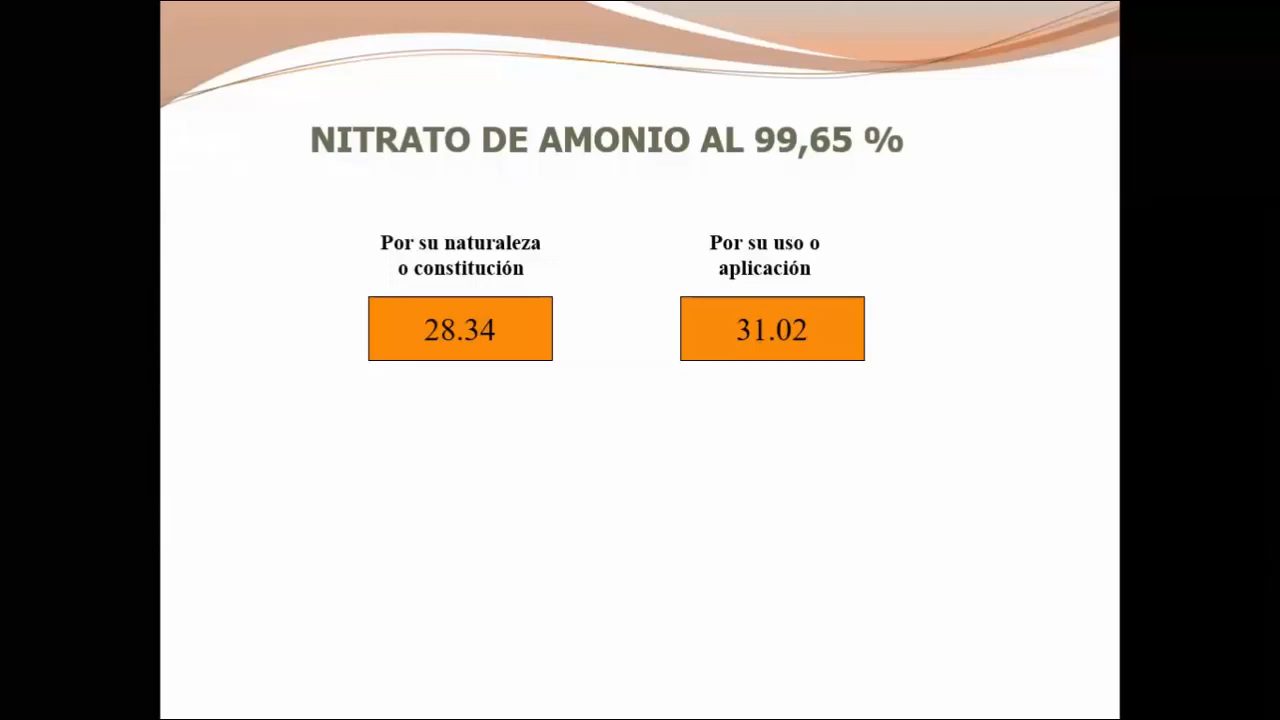 NITRATO DE AMONIO AL 99,65 %
Por su naturaleza
o constitución
Por su uso o
aplicación
28.34
31.02